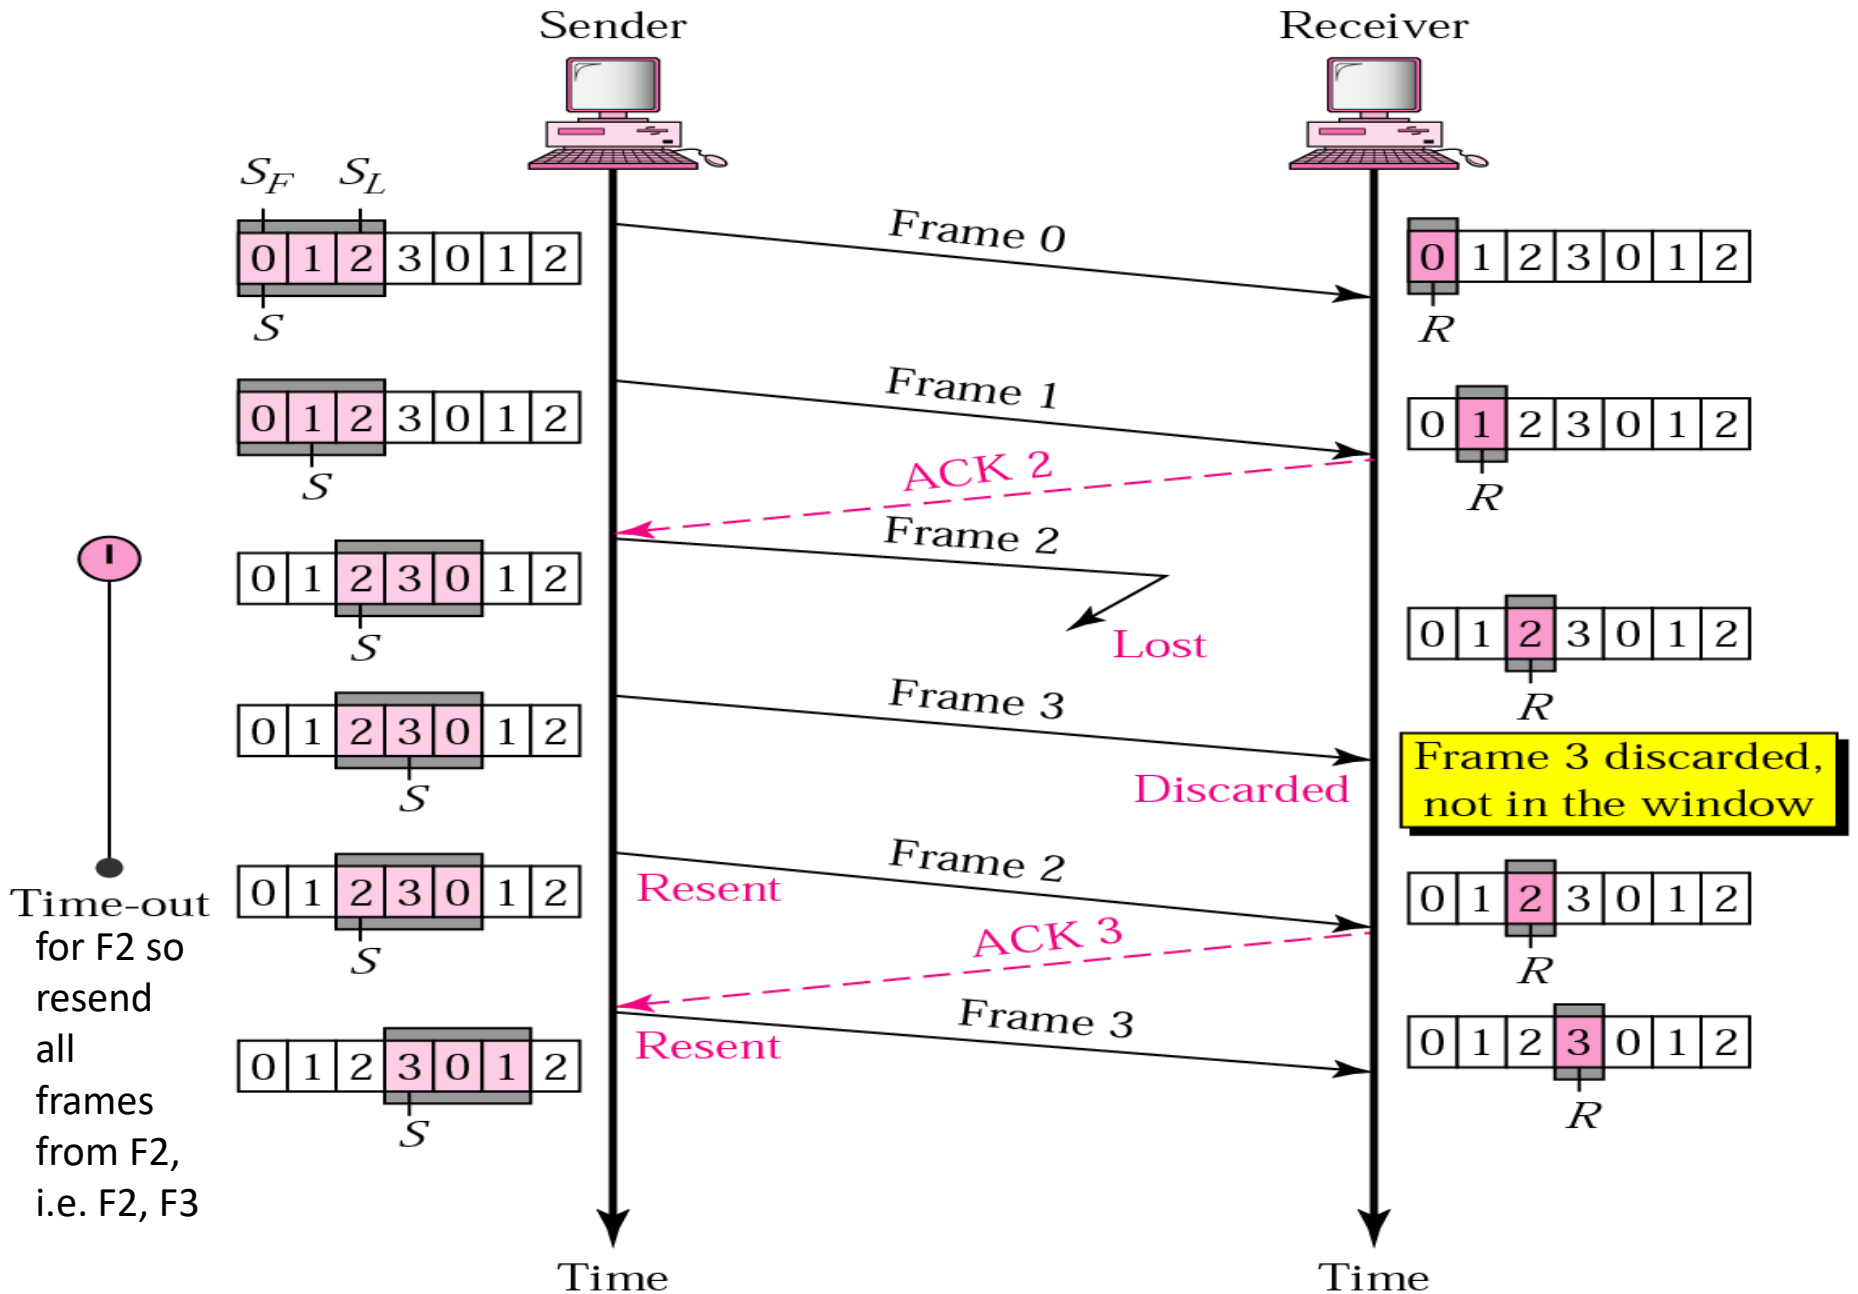 Sender
Receiver
S_F S_L
Frame 0
0 1 2 3 0 1 2
0 1 2 3 0 1 2
S
R
Frame 1
0 1 2 3 0 1 2
0 1 2 3 0 1 2
ACK 2
S
R
Frame 2
0 1 2 3 0 1 2
0 1 2 3 0 1 2
Lost
S
R
Frame 3
0 1 2 3 0 1 2
Frame 3 discarded,
not in the window
Discarded
S
Frame 2
Resent
0 1 2 3 0 1 2
0 1 2 3 0 1 2
Time-out
for F2 so
resend
all
frames
from F2,
i.e. F2, F3
ACK 3
S
R
Frame 3
Resent
0 1 2 3 0 1 2
0 1 2 3 0 1 2
S
R
Time
Time